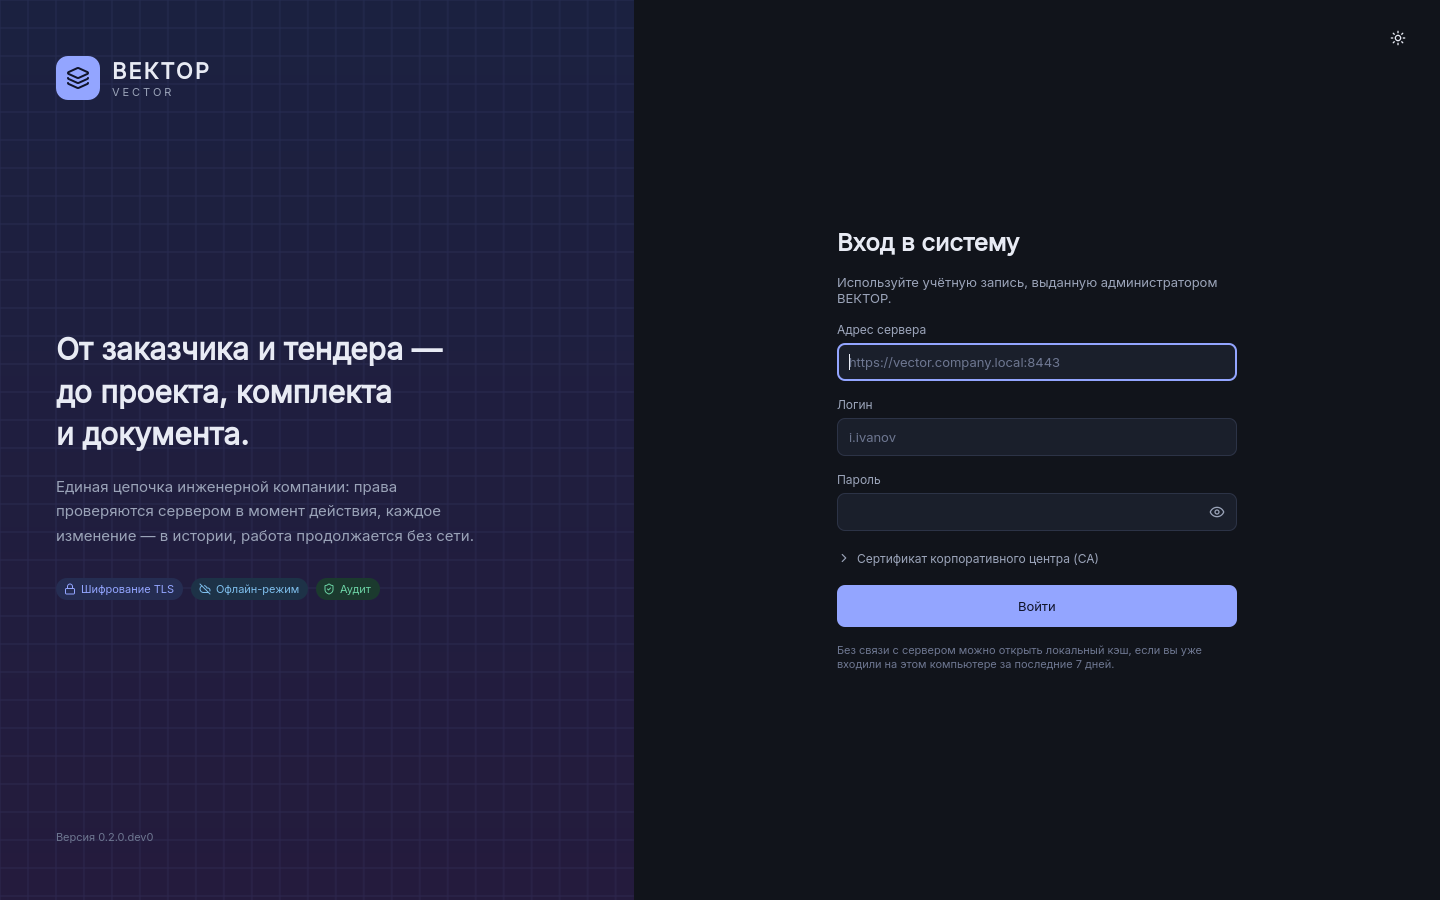 ВЕКТОР
VECTOR
От заказчика и тендера —
до проекта, комплекта
и документа.
Единая цепочка инженерной компании: права
проверяются сервером в момент действия, каждое
изменение — в истории, работа продолжается без сети.
Шифрование TLS
Офлайн-режим
Аудит
Версия 0.2.0.dev0
Вход в систему
Используйте учётную запись, выданную администратором
ВЕКТОР.
Адрес сервера
https://vector.company.local:8443
Логин
i.ivanov
Пароль
Сертификат корпоративного центра (CA)
Войти
Без связи с сервером можно открыть локальный кэш, если вы уже
входили на этом компьютере за последние 7 дней.